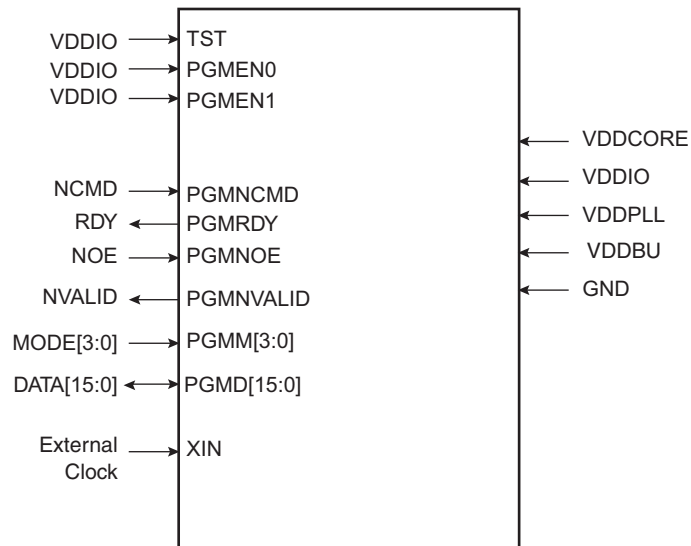 VDDIO TST
VDDIO PGMEN0
VDDIO PGMEN1
VDDCORE
VDDIO
NCMD PGMNCMD
VDDPLL
RDY PGMRDY
NOE PGMNOE
VDDBU
NVALID PGMNVALID
GND
MODE[3:0] PGMM[3:0]
DATA[15:0] PGMD[15:0]
External XIN
Clock